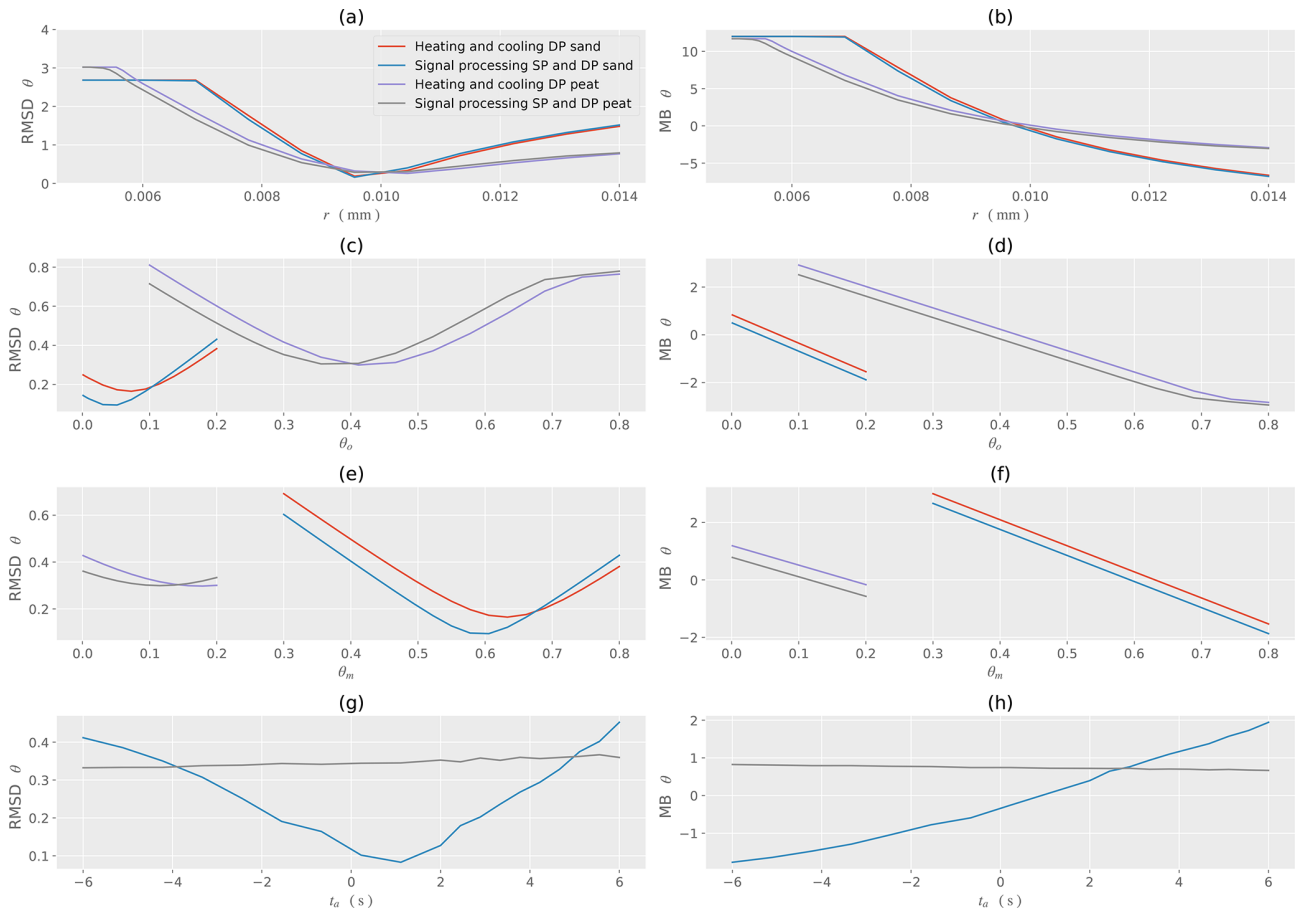 (a)
RMSD θ
4
3
2
1
0
Heating and cooling DP sand
Signal processing SP and DP sand
Heating and cooling DP peat
Signal processing SP and DP peat
0.006 0.008 0.010 0.012 0.014
r (mm)
(b)
MB θ
10
5
0
−5
0.006 0.008 0.010 0.012 0.014
r (mm)
(c)
RMSD θ
0.8
0.6
0.4
0.2
0.0 0.1 0.2 0.3 0.4 0.5 0.6 0.7 0.8
θo
(d)
MB θ
2
0
−2
0.0 0.1 0.2 0.3 0.4 0.5 0.6 0.7 0.8
θo
(e)
RMSD θ
0.6
0.4
0.2
0.0 0.1 0.2 0.3 0.4 0.5 0.6 0.7 0.8
θm
(f)
MB θ
2
0
−2
0.0 0.1 0.2 0.3 0.4 0.5 0.6 0.7 0.8
θm
(g)
RMSD θ
0.4
0.3
0.2
0.1
−6 −4 −2 0 2 4 6
ta (s)
(h)
MB θ
2
1
0
−1
−6 −4 −2 0 2 4 6
ta (s)